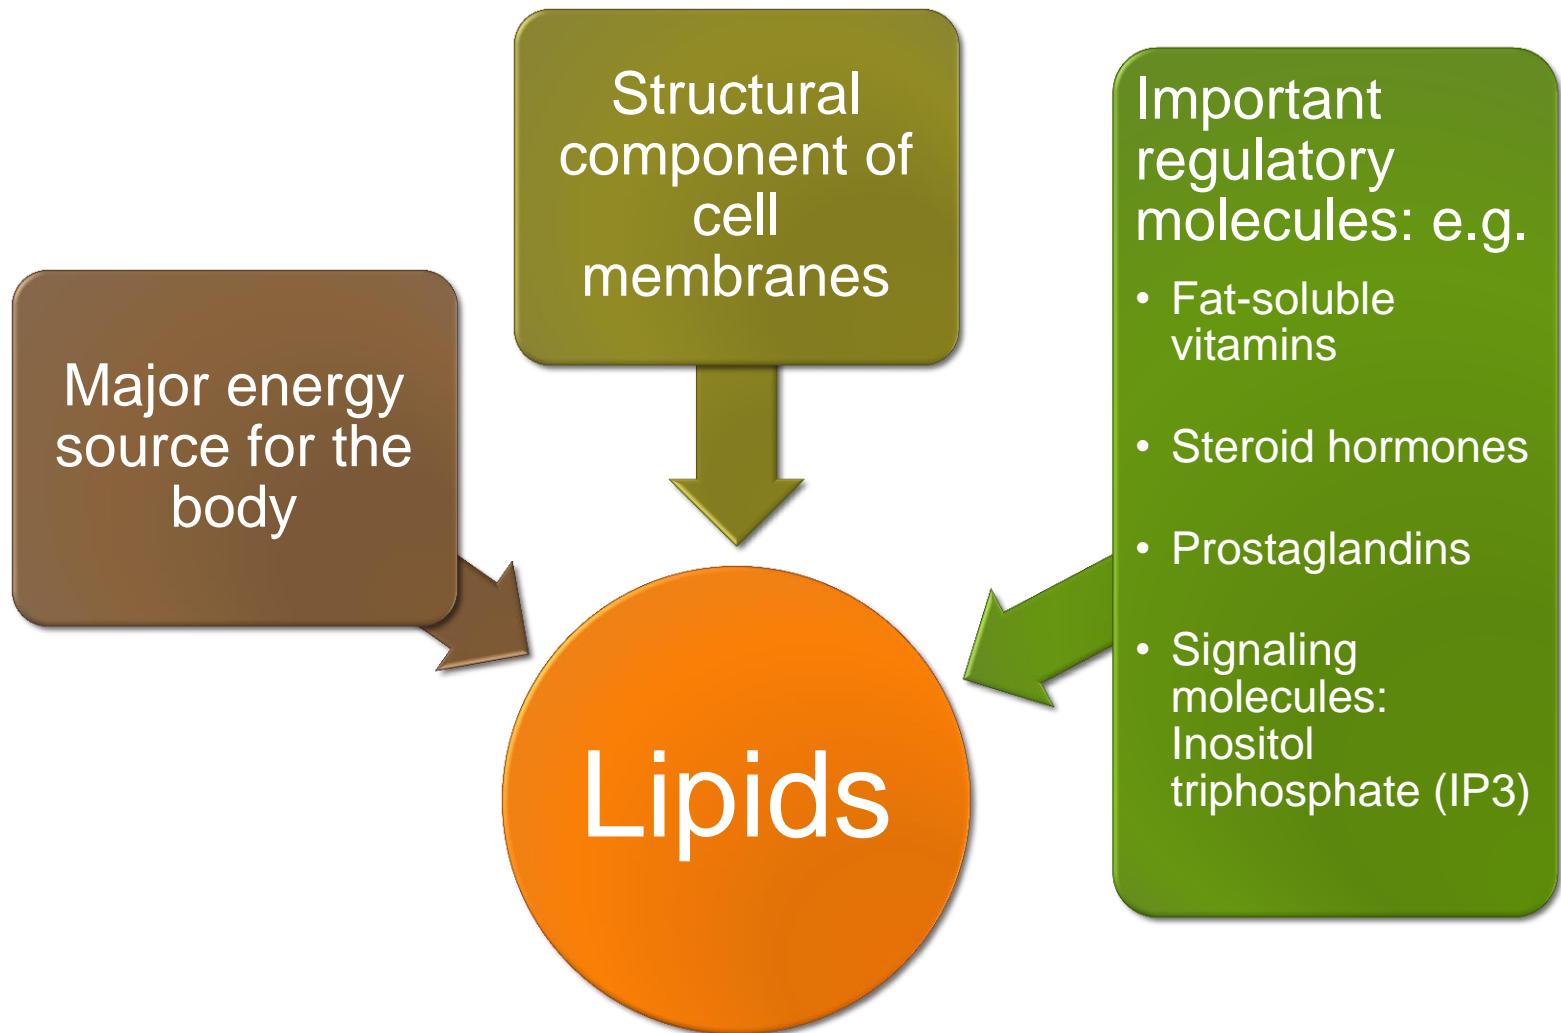 Major energy
source for the
body
Structural
component of
cell
membranes
Important
regulatory
molecules: e.g.
• Fat-soluble
vitamins
• Steroid hormones
• Prostaglandins
• Signaling
molecules:
Inositol
triphosphate (IP3)
Lipids